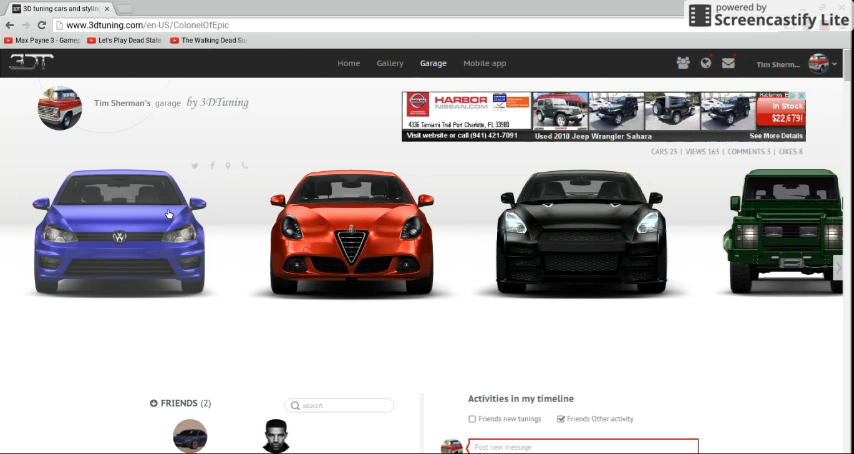 powered by
Screencastify Lite
3D tuning cars and styling
www.3dtuning.com/en-US/ColonelOfEpic
Max Payne 3 - Gamep
Let's Play Dead State
The Walking Dead Su
3DT
Home
Gallery
Garage
Mobile app
Tim Sherm...
Tim Sherman's garage by 3DTuning
HARBOR
NISSAN.COM
4336 Tamiami Trail Port Charlotte, FL 33980
Visit website or call (941) 421-7091
Used 2010 Jeep Wrangler Sahara
In Stock
$22,679!
See More Details
CARS 23 | VIEWS 163 | COMMENTS 3 | LIKES 8
FRIENDS (2)
search
Activities in my timeline
Friends new tunings
Friends Other activity
Post new message